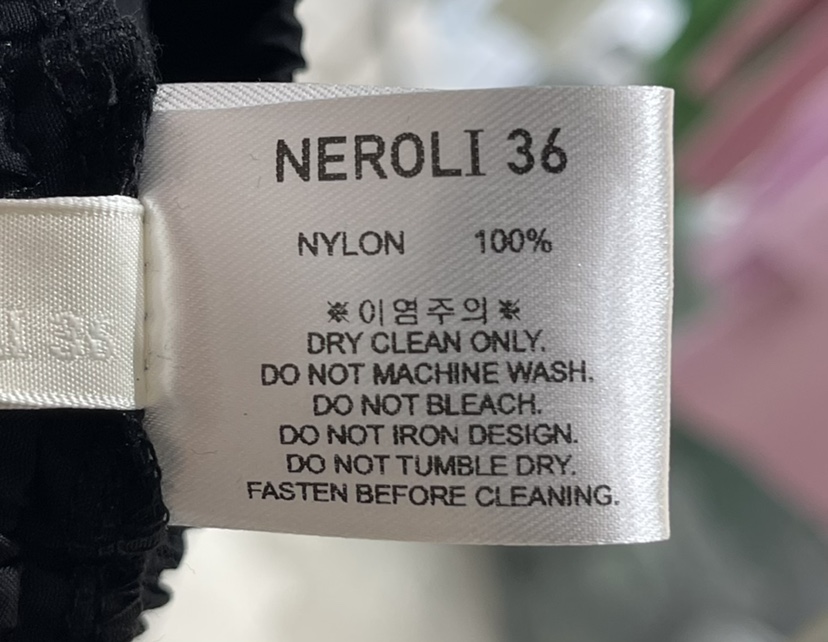 NEROLI 36
NYLON 100%
※이염주의※
DRY CLEAN ONLY.
DO NOT MACHINE WASH.
DO NOT BLEACH.
DO NOT IRON DESIGN.
DO NOT TUMBLE DRY.
FASTEN BEFORE CLEANING.